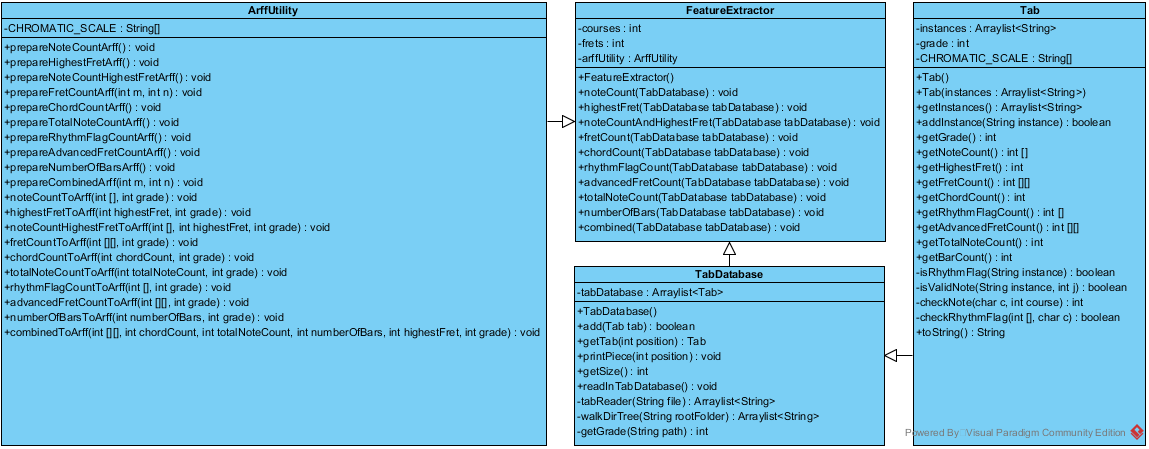 ArffUtility
-CHROMATIC_SCALE : String[]
+prepareNoteCountArff() : void
+prepareHighestFretArff() : void
+prepareNoteCountHighestFretArff() : void
+prepareFretCountArff(int m, int n) : void
+prepareChordCountArff() : void
+prepareTotalNoteCountArff() : void
+prepareRhythmFlagCountArff() : void
+prepareAdvancedFretCountArff() : void
+prepareNumberOfBarsArff() : void
+prepareCombinedArff(int m, int n) : void
+noteCountToArff(int [], int grade) : void
+highestFretToArff(int highestFret, int grade) : void
+noteCountHighestFretToArff(int [], int highestFret, int grade) : void
+fretCountToArff(int [][], int grade) : void
+chordCountToArff(int chordCount, int grade) : void
+totalNoteCountToArff(int totalNoteCount, int grade) : void
+rhythmFlagCountToArff(int [], int grade) : void
+advancedFretCountToArff(int [][], int grade) : void
+numberOfBarsToArff(int numberOfBars, int grade) : void
+combinedToArff(int [][], int chordCount, int totalNoteCount, int numberOfBars, int highestFret, int grade) : void
FeatureExtractor
-courses : int
-frets : int
-arffUtility : ArffUtility
+FeatureExtractor()
+noteCount(TabDatabase) : void
+highestFret(TabDatabase tabDatabase) : void
+noteCountAndHighestFret(TabDatabase tabDatabase) : void
+fretCount(TabDatabase tabDatabase) : void
+chordCount(TabDatabase tabDatabase) : void
+rhythmFlagCount(TabDatabase tabDatabase) : void
+advancedFretCount(TabDatabase tabDatabase) : void
+totalNoteCount(TabDatabase tabDatabase) : void
+numberOfBars(TabDatabase tabDatabase) : void
+combined(TabDatabase tabDatabase) : void
TabDatabase
-tabDatabase : Arraylist<Tab>
+TabDatabase()
+add(Tab tab) : boolean
+getTab(int position) : Tab
+printPiece(int position) : void
+getSize() : int
+readInTabDatabase() : void
-tabReader(String file) : Arraylist<String>
-walkDirTree(String rootFolder) : Arraylist<String>
-getGrade(String path) : int
Tab
-instances : Arraylist<String>
-grade : int
-CHROMATIC_SCALE : String[]
+Tab()
+Tab(instances : Arraylist<String>)
+getInstances() : Arraylist<String>
+addInstance(String instance) : boolean
+getGrade() : int
+getNoteCount() : int []
+getHighestFret() : int
+getFretCount() : int [][]
+getChordCount() : int
+getRhythmFlagCount() : int []
+getAdvancedFretCount() : int [][]
+getTotalNoteCount() : int
+getBarCount() : int
-isRhythmFlag(String instance) : boolean
-isValidNote(String instance, int j) : boolean
-checkNote(char c, int course) : int
-checkRhythmFlag(int [], char c) : boolean
+toString() : String
Powered By Visual Paradigm Community Edition